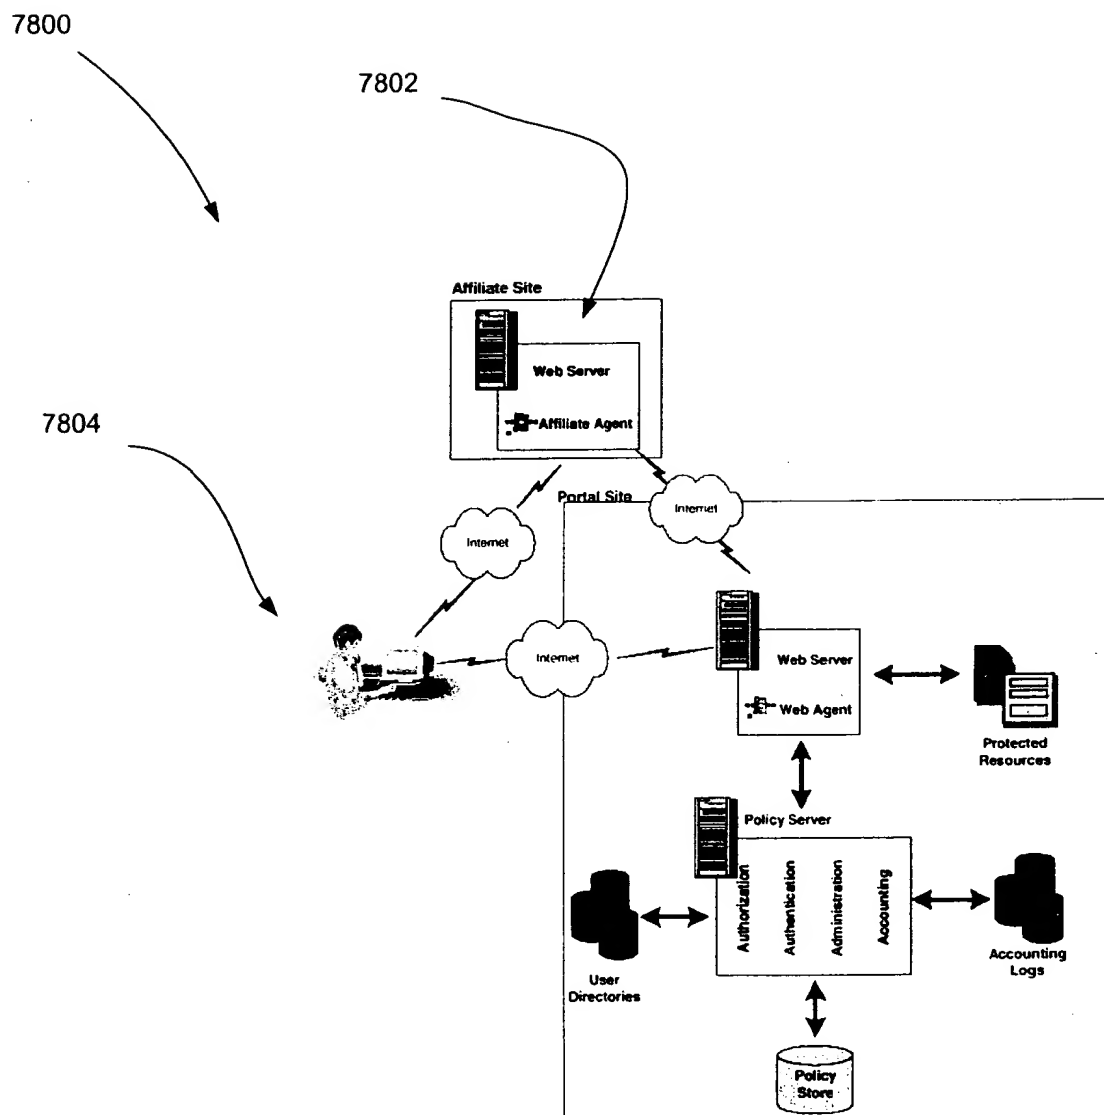 7800
7802
Affiliate Site
Web Server
Affiliate Agent
7804
Portal Site
Internet
Internet
Internet
Web Server
Web Agent
Protected
Resources
Policy Server
Authorization
Authentication
Administration
Accounting
User
Directories
Accounting
Logs
Policy
Store